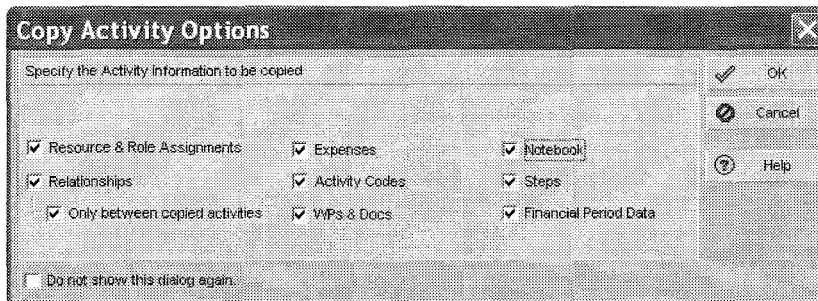 Copy Activity Options
Specify the Activity information to be copied
OK
Cancel
Resource & Role Assignments
Expenses
Notebook
Help
Relationships
Activity Codes
Steps
Only between copied activities
WPs & Docs
Financial Period Data
Do not show this dialog again.